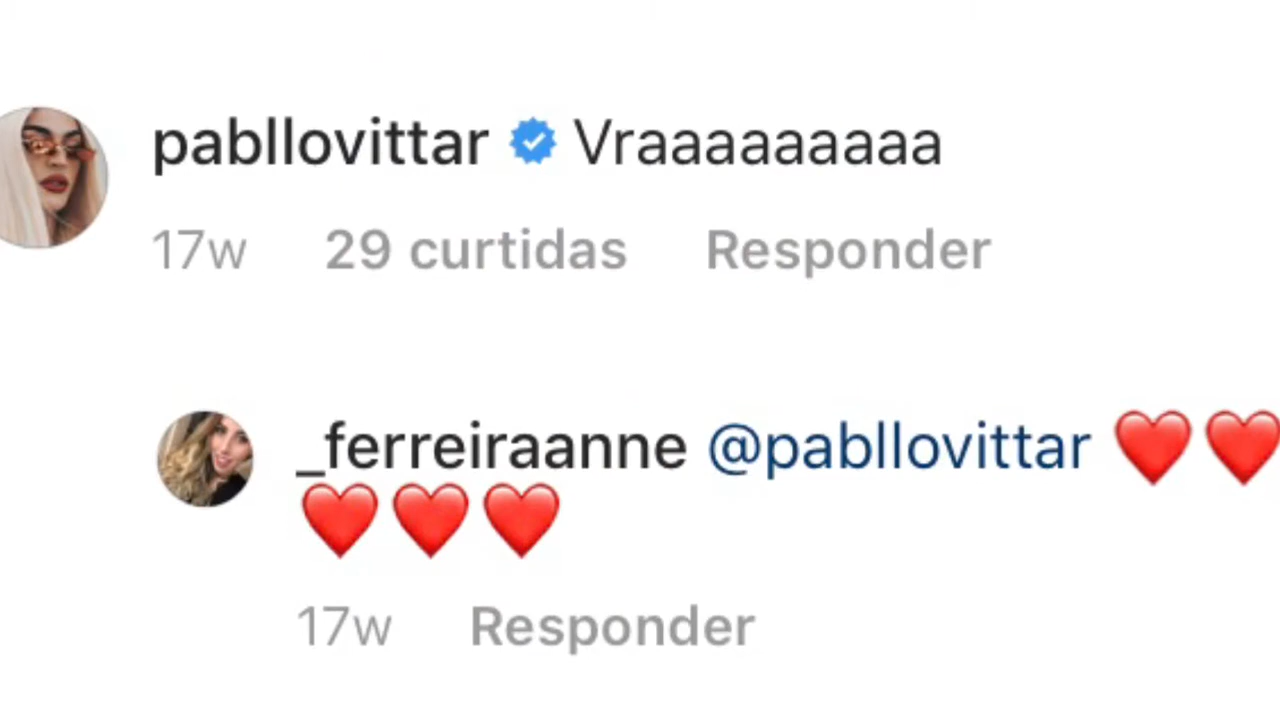 pabllovittar Vraaaaaaaaa
17w 29 curtidas Responder
_ferreiraanne @pabllovittar ❤️❤️
❤️❤️❤️
17w Responder